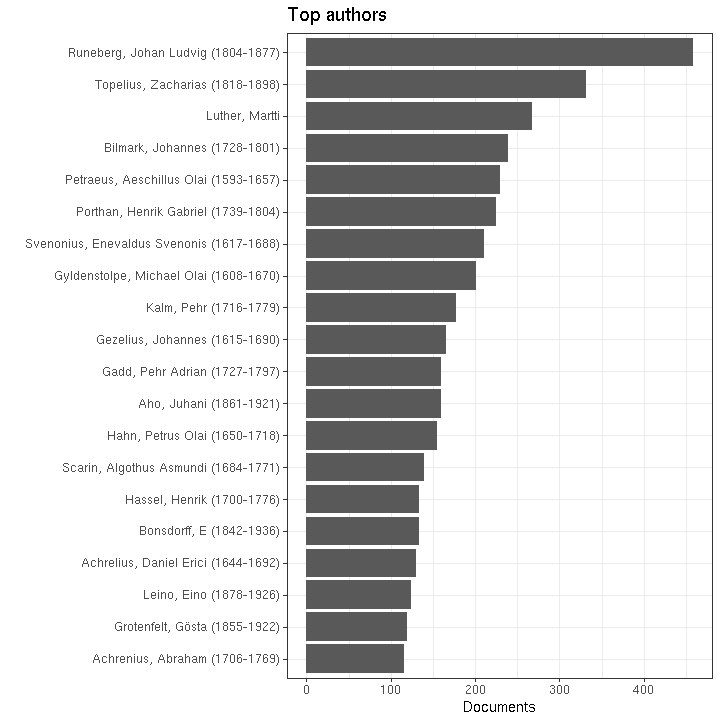 Top authors
Runeberg, Johan Ludvig (1804-1877)
Topelius, Zacharias (1818-1898)
Luther, Martti
Bilmark, Johannes (1728-1801)
Petraeus, Aeschillus Olai (1593-1657)
Porthan, Henrik Gabriel (1739-1804)
Svenonius, Enevaldus Svenonis (1617-1688)
Gyldenstolpe, Michael Olai (1608-1670)
Kalm, Pehr (1716-1779)
Gezelius, Johannes (1615-1690)
Gadd, Pehr Adrian (1727-1797)
Aho, Juhani (1861-1921)
Hahn, Petrus Olai (1650-1718)
Scarin, Algothus Asmundi (1684-1771)
Hassel, Henrik (1700-1776)
Bonsdorff, E (1842-1936)
Achrelius, Daniel Erici (1644-1692)
Leino, Eino (1878-1926)
Grotenfelt, Gösta (1855-1922)
Achrenius, Abraham (1706-1769)
0 100 200 300 400
Documents